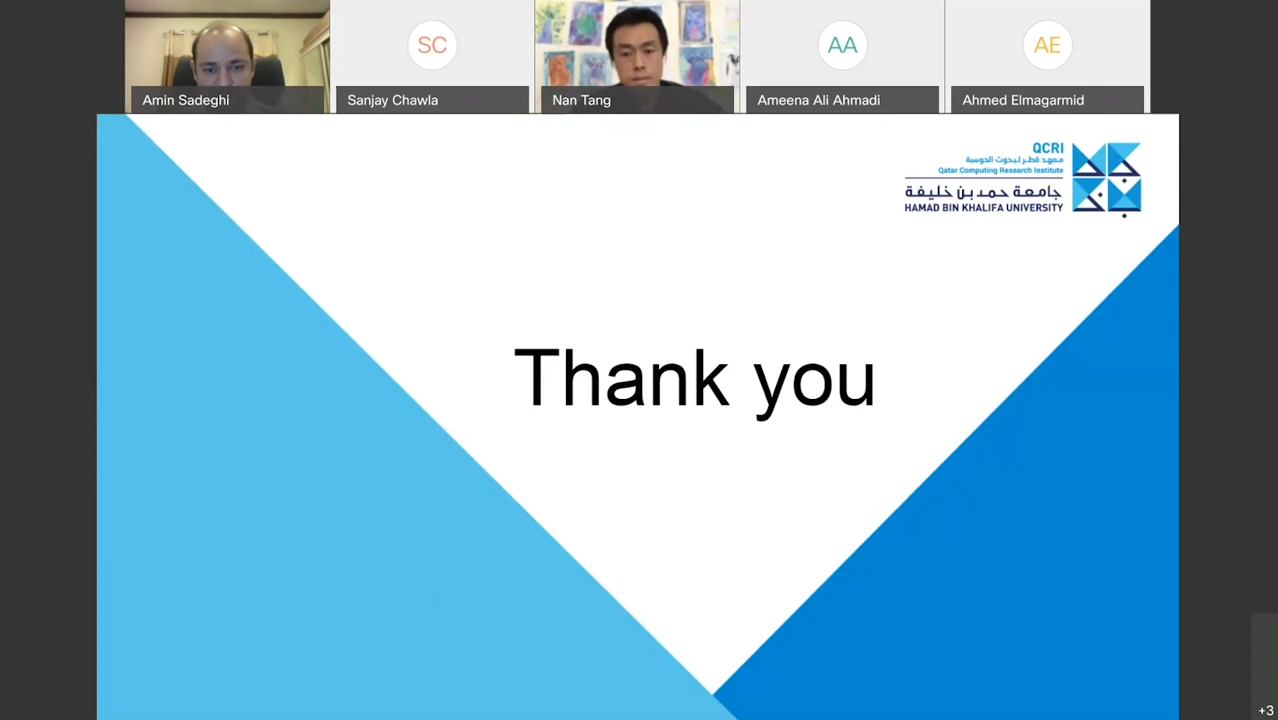 SC
AA
AE
Amin Sadeghi
Sanjay Chawla
Nan Tang
Ameena Ali Ahmadi
Ahmed Elmagarmid
QCRI
معهد قطر لبحوث الحوسبة
Qatar Computing Research Institute
جامعة حمد بن خليفة
HAMAD BIN KHALIFA UNIVERSITY
Thank you
+3